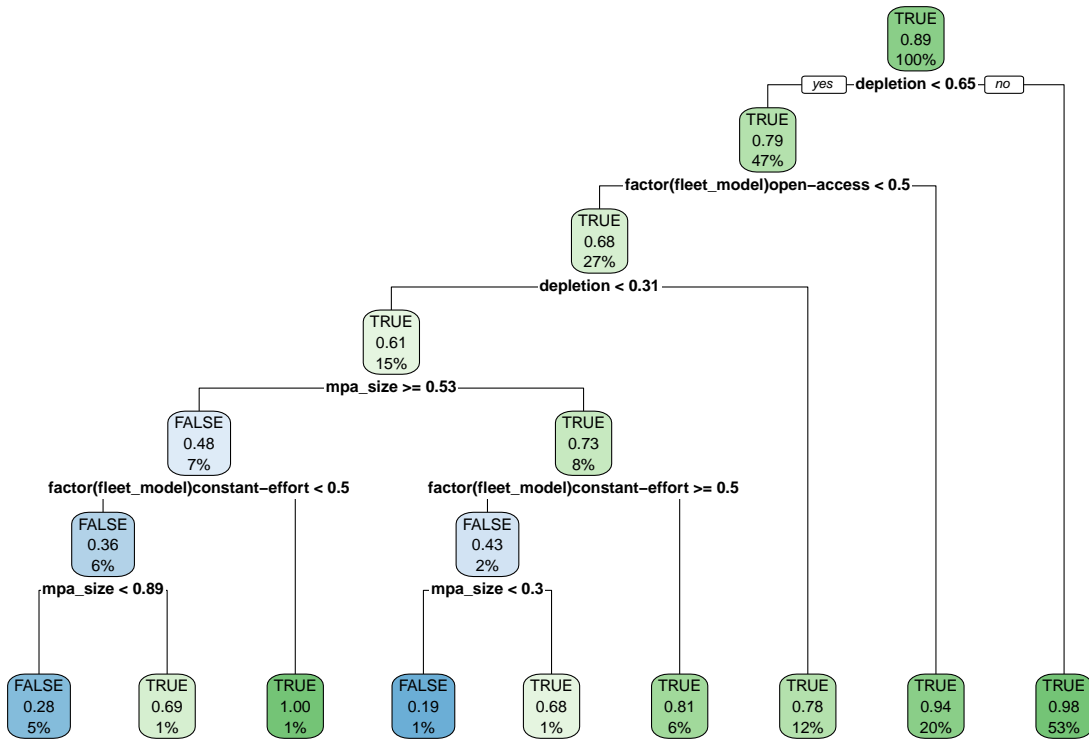 TRUE
0.89
100%
yes depletion < 0.65 no
TRUE
0.79
47%
factor(fleet_model)open−access < 0.5
TRUE
0.68
27%
depletion < 0.31
TRUE
0.61
15%
mpa_size >= 0.53
FALSE
0.48
7%
TRUE
0.73
8%
factor(fleet_model)constant−effort < 0.5
factor(fleet_model)constant−effort >= 0.5
FALSE
0.36
6%
FALSE
0.43
2%
mpa_size < 0.89
mpa_size < 0.3
FALSE
0.28
5%
TRUE
0.69
1%
TRUE
1.00
1%
FALSE
0.19
1%
TRUE
0.68
1%
TRUE
0.81
6%
TRUE
0.78
12%
TRUE
0.94
20%
TRUE
0.98
53%